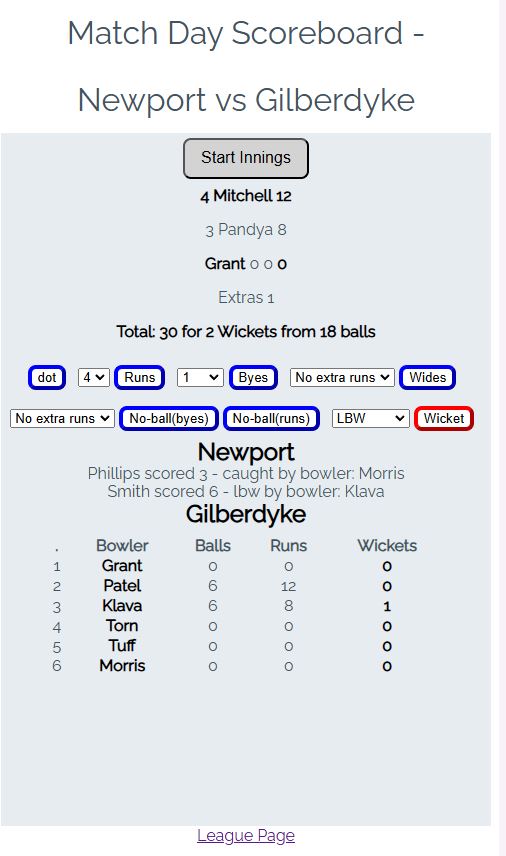 Match Day Scoreboard -
Newport vs Gilberdyke
Start Innings
4 Mitchell 12
3 Pandya 8
Grant 0 0 0
Extras 1
Total: 30 for 2 Wickets from 18 balls
dot 4 Runs 1 Byes No extra runs Wides
No extra runs No-ball(byes) No-ball(runs) LBW Wicket
Newport
Phillips scored 3 - caught by bowler: Morris
Smith scored 6 - lbw by bowler: Klava
Gilberdyke
. Bowler Balls Runs Wickets
1 Grant 0 0 0
2 Patel 6 12 0
3 Klava 6 8 1
4 Torn 0 0 0
5 Tuff 0 0 0
6 Morris 0 0 0
League Page